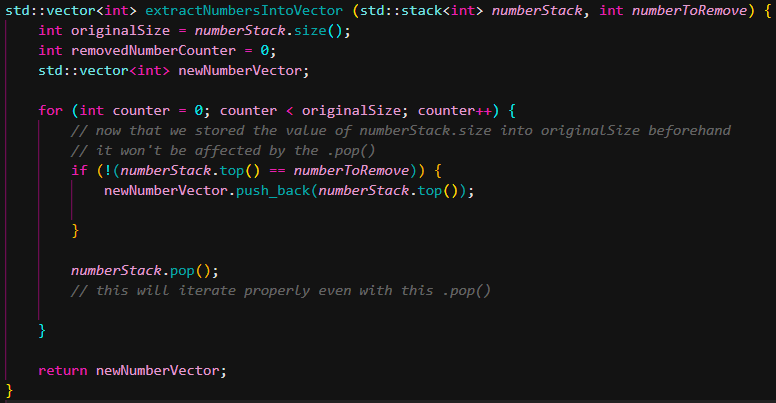 std::vector<int> extractNumbersIntoVector (std::stack<int> numberStack, int numberToRemove) {
    int originalSize = numberStack.size();
    int removedNumberCounter = 0;
    std::vector<int> newNumberVector;

    for (int counter = 0; counter < originalSize; counter++) {
        // now that we stored the value of numberStack.size into originalSize beforehand
        // it won't be affected by the .pop()
        if (!(numberStack.top() == numberToRemove)) {
            newNumberVector.push_back(numberStack.top());

        }

        numberStack.pop();
        // this will iterate properly even with this .pop()

    }

    return newNumberVector;
}